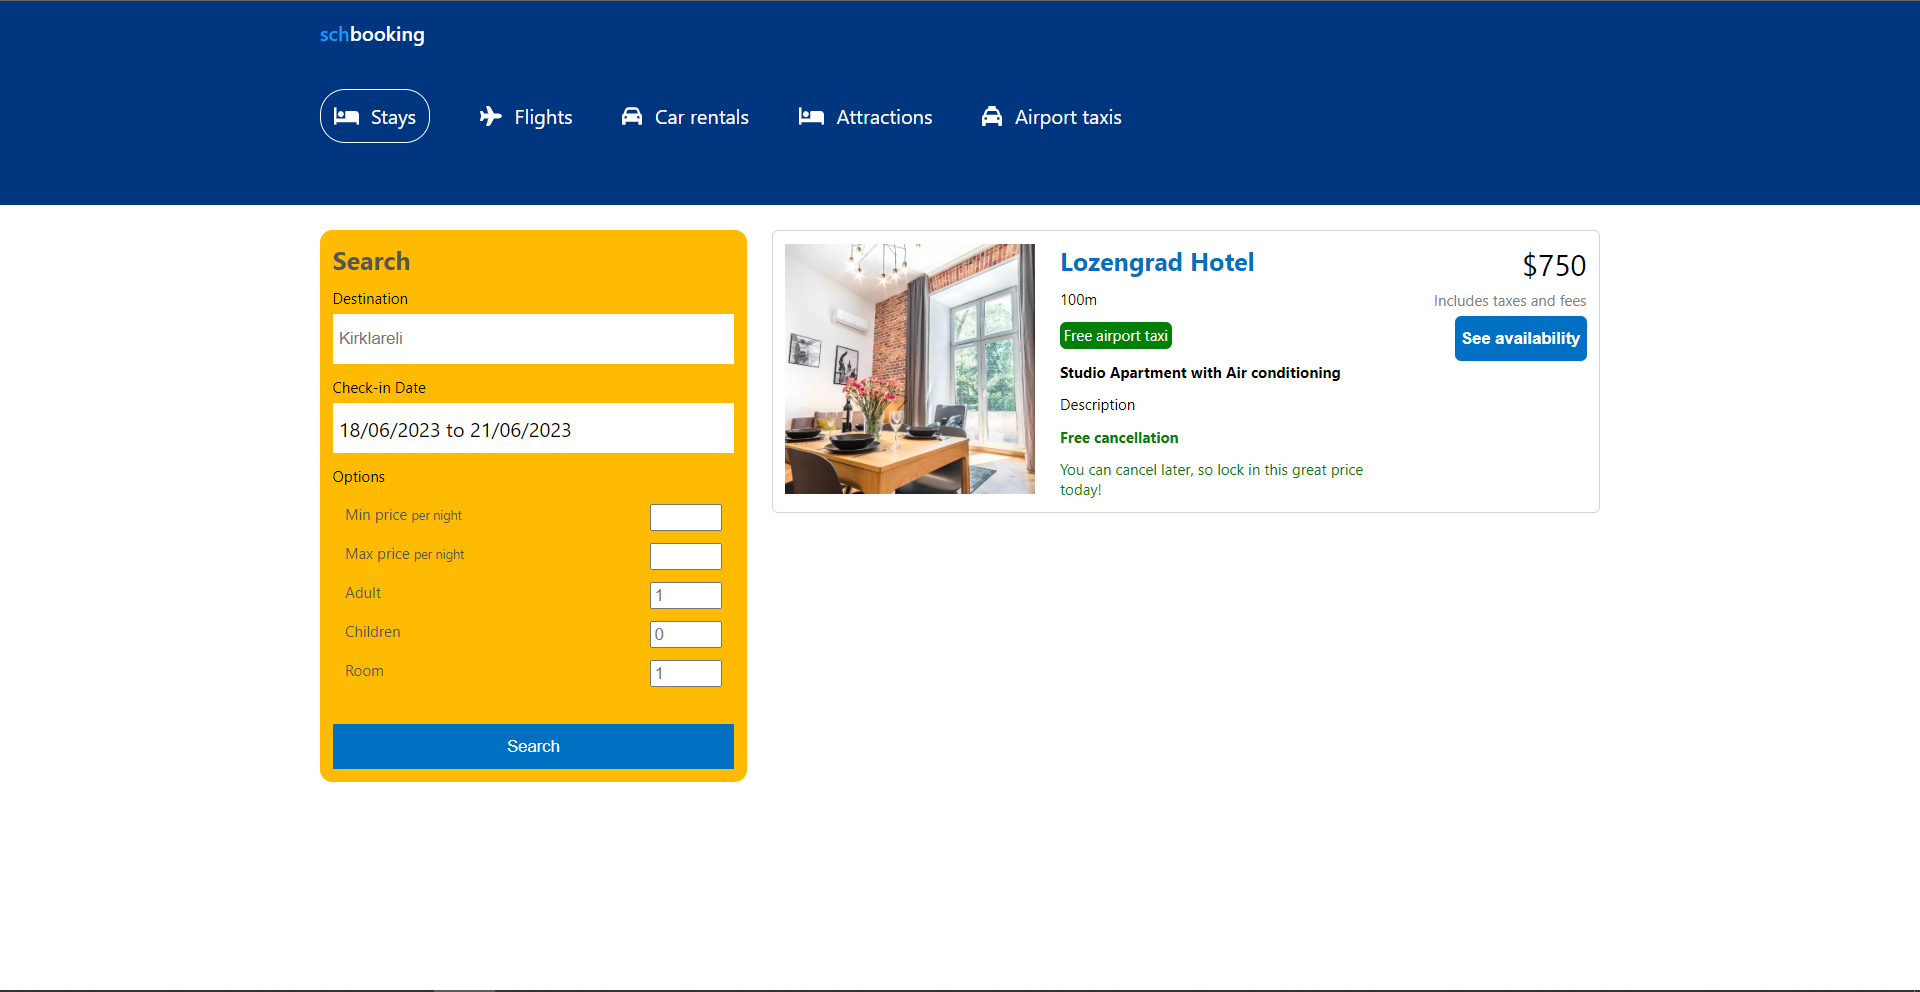 schbooking
Stays Flights Car rentals Attractions Airport taxis
Search
Destination
Kirklareli
Check-in Date
18/06/2023 to 21/06/2023
Options
Min price per night
Max price per night
Adult 1
Children 0
Room 1
Search
Lozengrad Hotel
100m
Free airport taxi
Studio Apartment with Air conditioning
Description
Free cancellation
You can cancel later, so lock in this great price
today!
$750
Includes taxes and fees
See availability